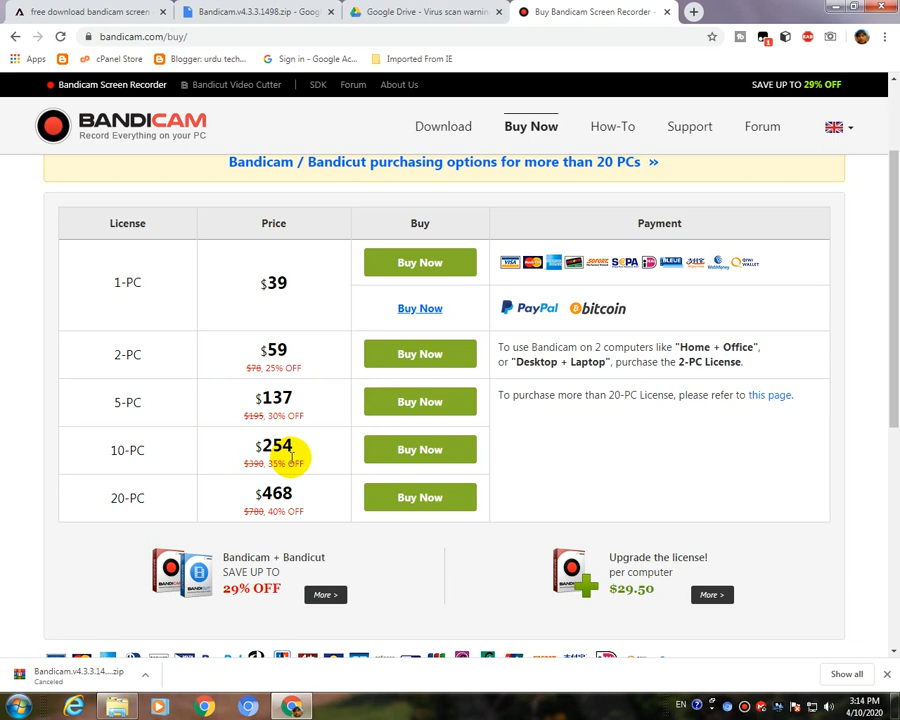 free download bandicam screen
Bandicam.v4.3.3.1498.zip - Goog
Google Drive - Virus scan warnin
Buy Bandicam Screen Recorder -
bandicam.com/buy/
Apps
cPanel Store
Blogger: urdu tech...
Sign in - Google Ac...
Imported From IE
Bandicam Screen Recorder
Bandicut Video Cutter
SDK
Forum
About Us
SAVE UP TO 29% OFF
BANDICAM
Record Everything on your PC
Download
Buy Now
How-To
Support
Forum
Bandicam / Bandicut purchasing options for more than 20 PCs »
License
Price
Buy
Payment
1-PC
$39
Buy Now
VISA
SOFORT
SEPA
iD
BLEUE
WebMoney
QIWI WALLET
Buy Now
PayPal
bitcoin
2-PC
$59
$78, 25% OFF
Buy Now
To use Bandicam on 2 computers like "Home + Office",
or "Desktop + Laptop", purchase the 2-PC License.
5-PC
$137
$195, 30% OFF
Buy Now
To purchase more than 20-PC License, please refer to this page.
10-PC
$254
$390, 35% OFF
Buy Now
20-PC
$468
$780, 40% OFF
Buy Now
Bandicam + Bandicut
SAVE UP TO
29% OFF
More >
Upgrade the license!
per computer
$29.50
More >
Bandicam.v4.3.3.14....zip
Canceled
Show all
EN
3:14 PM
4/10/2020